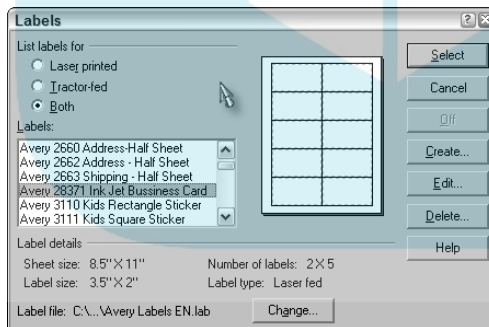 Labels
List labels for
Laser printed
Tractor-fed
Both
Labels:
Avery 2660 Address-Half Sheet
Avery 2662 Address - Half Sheet
Avery 2663 Shipping - Half Sheet
Avery 28371 Ink Jet Bussiness Card
Avery 3110 Kids Rectangle Sticker
Avery 3111 Kids Square Sticker
Select
Cancel
Off
Create...
Edit...
Delete...
Help
Label details
Sheet size: 8.5"X 11" Number of labels: 2 X 5
Label size: 3.5"X 2" Label type: Laser fed
Label file: C:\...\Avery Labels EN.lab Change...